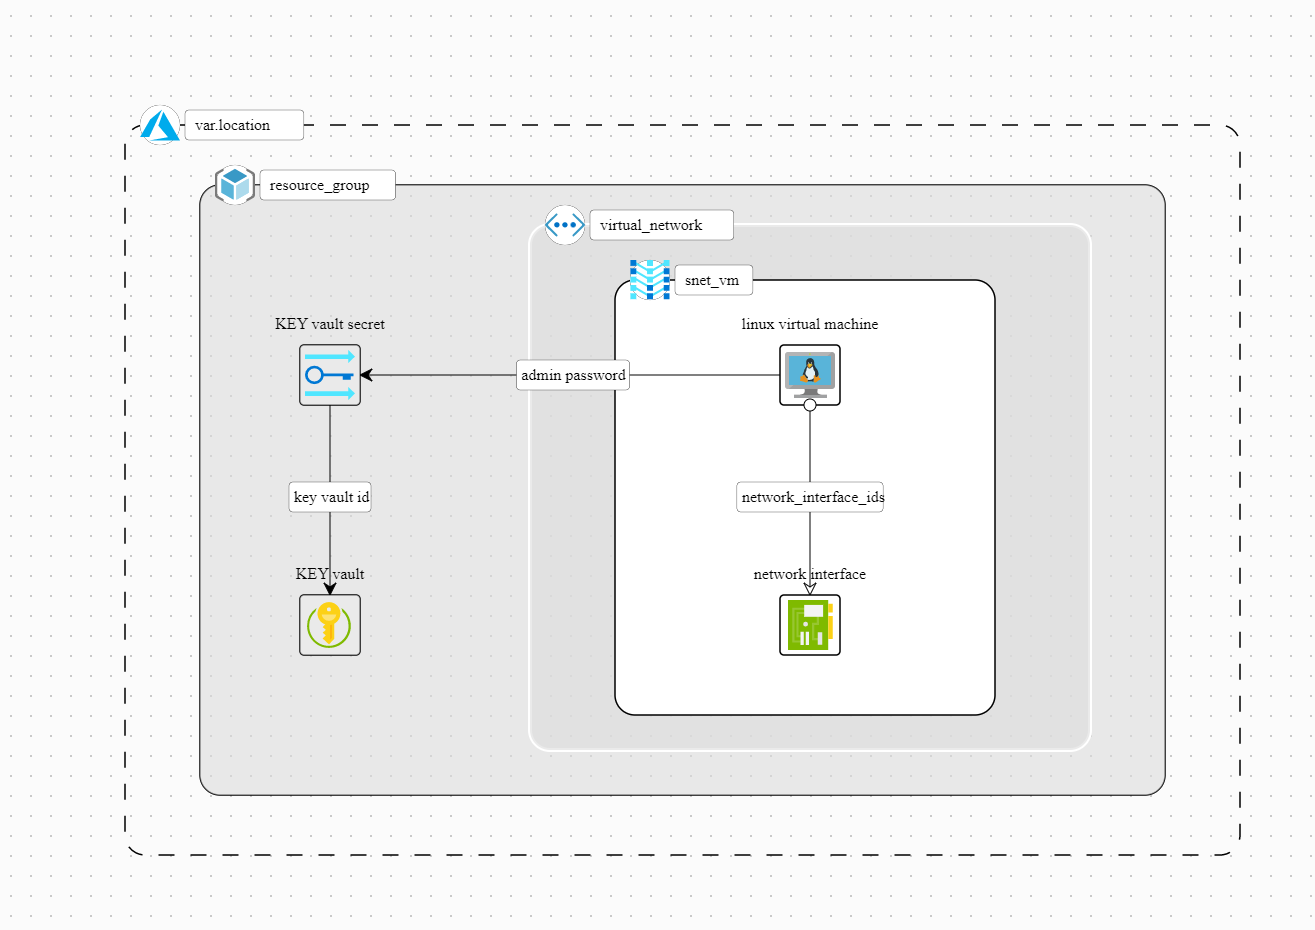 var.location
resource_group
virtual_network
snet_vm
KEY vault secret
linux virtual machine
admin password
key vault id
network_interface_ids
KEY vault
network interface